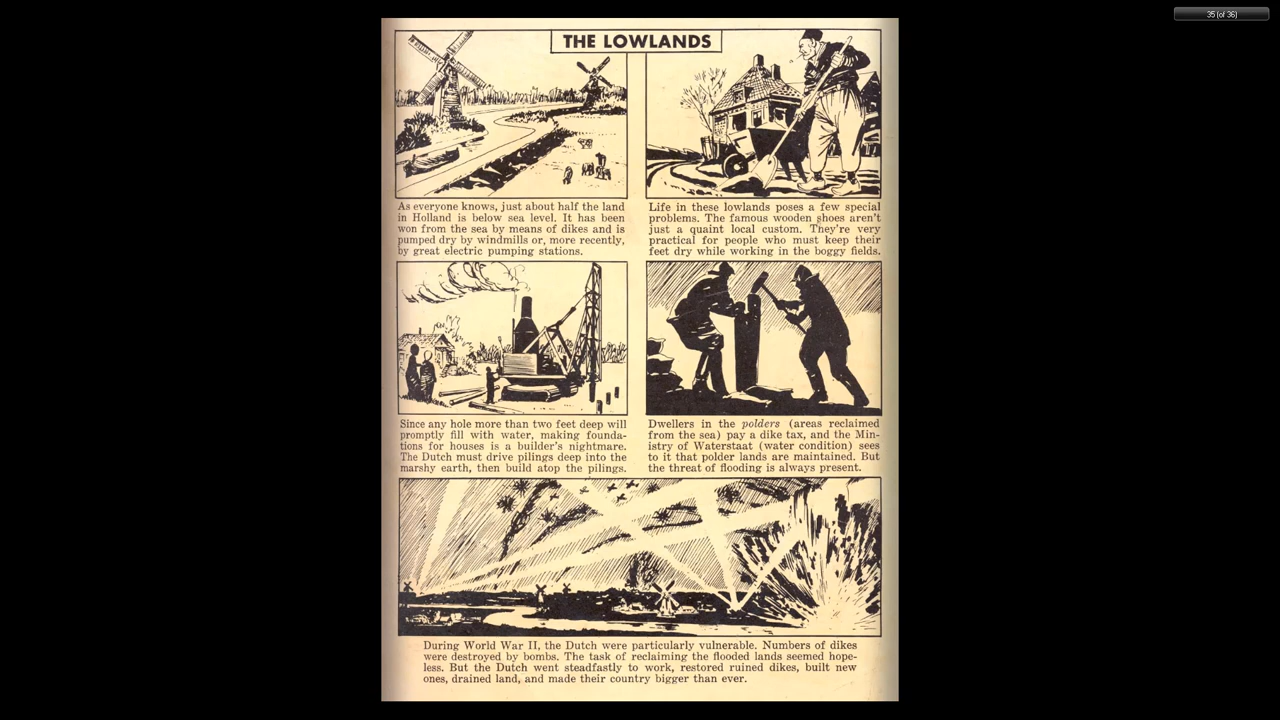 35 (of 36)
THE LOWLANDS
As everyone knows, just about half the land
in Holland is below sea level. It has been
won from the sea by means of dikes and is
pumped dry by windmills or, more recently,
by great electric pumping stations.
Life in these lowlands poses a few special
problems. The famous wooden shoes aren't
just a quaint local custom. They're very
practical for people who must keep their
feet dry while working in the boggy fields.
Since any hole more than two feet deep will
promptly fill with water, making founda-
tions for houses is a builder's nightmare.
The Dutch must drive pilings deep into the
marshy earth, then build atop the pilings.
Dwellers in the polders (areas reclaimed
from the sea) pay a dike tax, and the Min-
istry of Waterstaat (water condition) sees
to it that polder lands are maintained. But
the threat of flooding is always present.
During World War II, the Dutch were particularly vulnerable. Numbers of dikes
were destroyed by bombs. The task of reclaiming the flooded lands seemed hope-
less. But the Dutch went steadfastly to work, restored ruined dikes, built new
ones, drained land, and made their country bigger than ever.